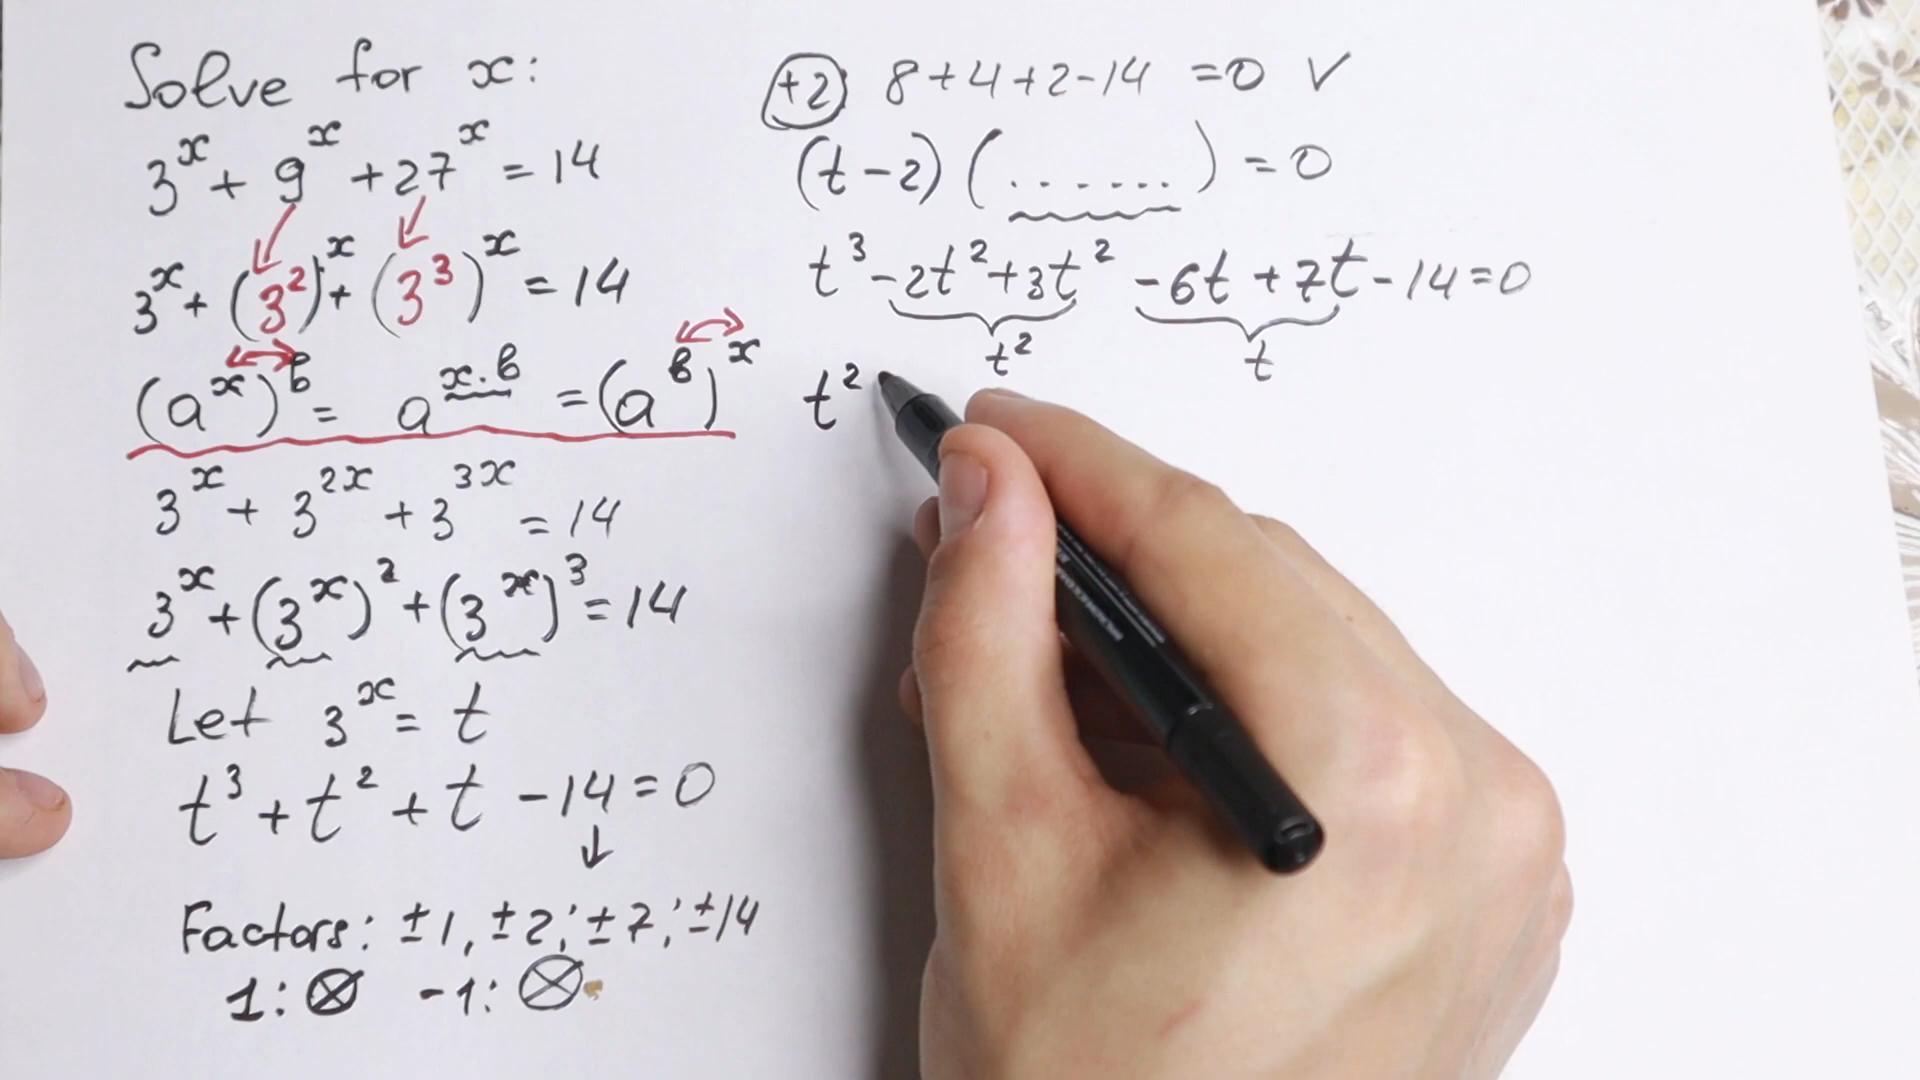 Solve for x:
3^x + 9^x + 27^x = 14
3^x + (3^2)^x + (3^3)^x = 14
(a^x)^b = a^(x·b) = (a^b)^x
3^x + 3^(2x) + 3^(3x) = 14
3^x + (3^x)^2 + (3^x)^3 = 14
Let 3^x = t
t^3 + t^2 + t - 14 = 0
Factors: ±1, ±2; ±7; ±14
1: ⊗ -1: ⊗
+2 8+4+2-14 =0 ✓
(t-2)(.......) = 0
t^3 - 2t^2 + 3t^2 - 6t + 7t - 14 = 0
t^2 t
t^2